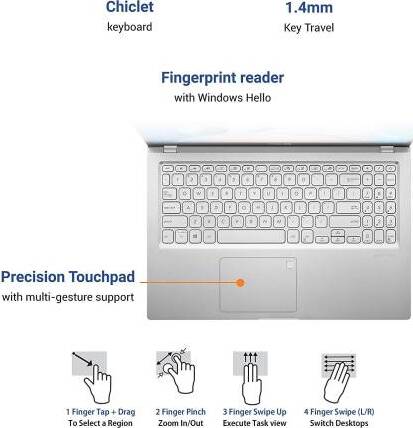 Chiclet
keyboard
1.4mm
Key Travel
Fingerprint reader
with Windows Hello
Precision Touchpad
with multi-gesture support
1 Finger Tap + Drag
To Select a Region
2 Finger Pinch
Zoom In/Out
3 Finger Swipe Up
Execute Task view
4 Finger Swipe (L/R)
Switch Desktops